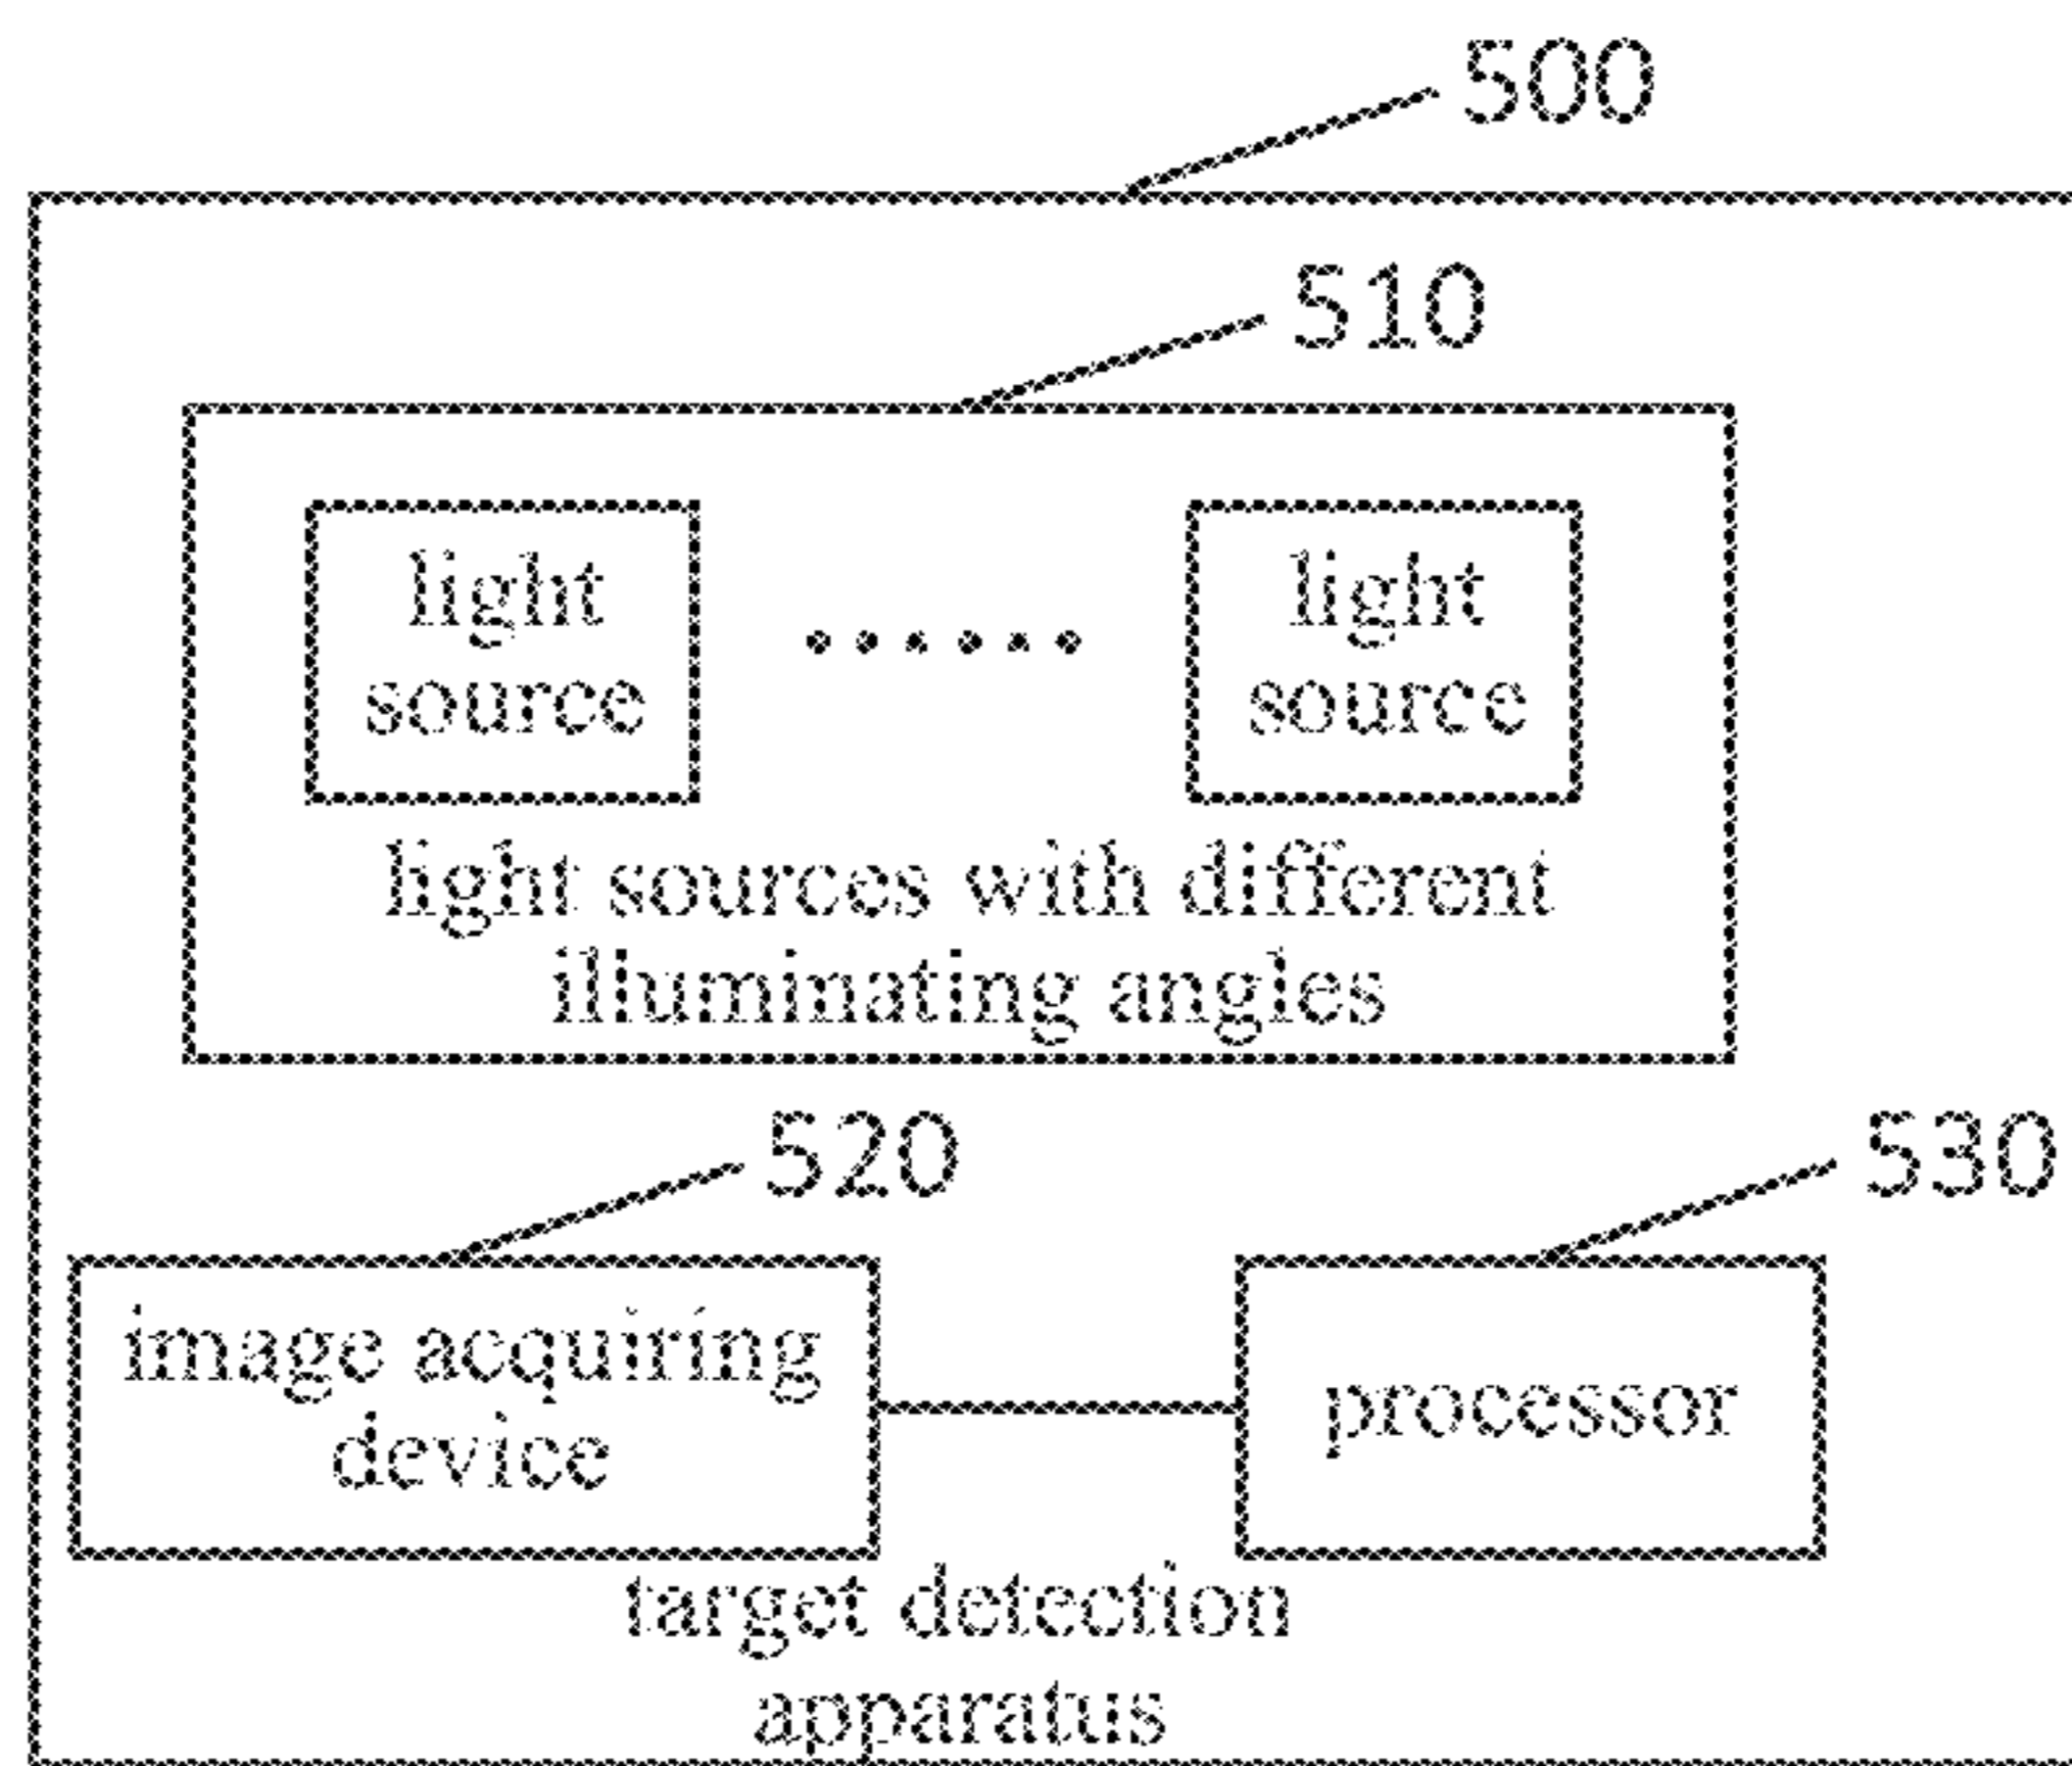 500
510
light
source
......
light
source
light sources with different
illuminating angles
520
530
image acquiring
device
processor
target detection
apparatus